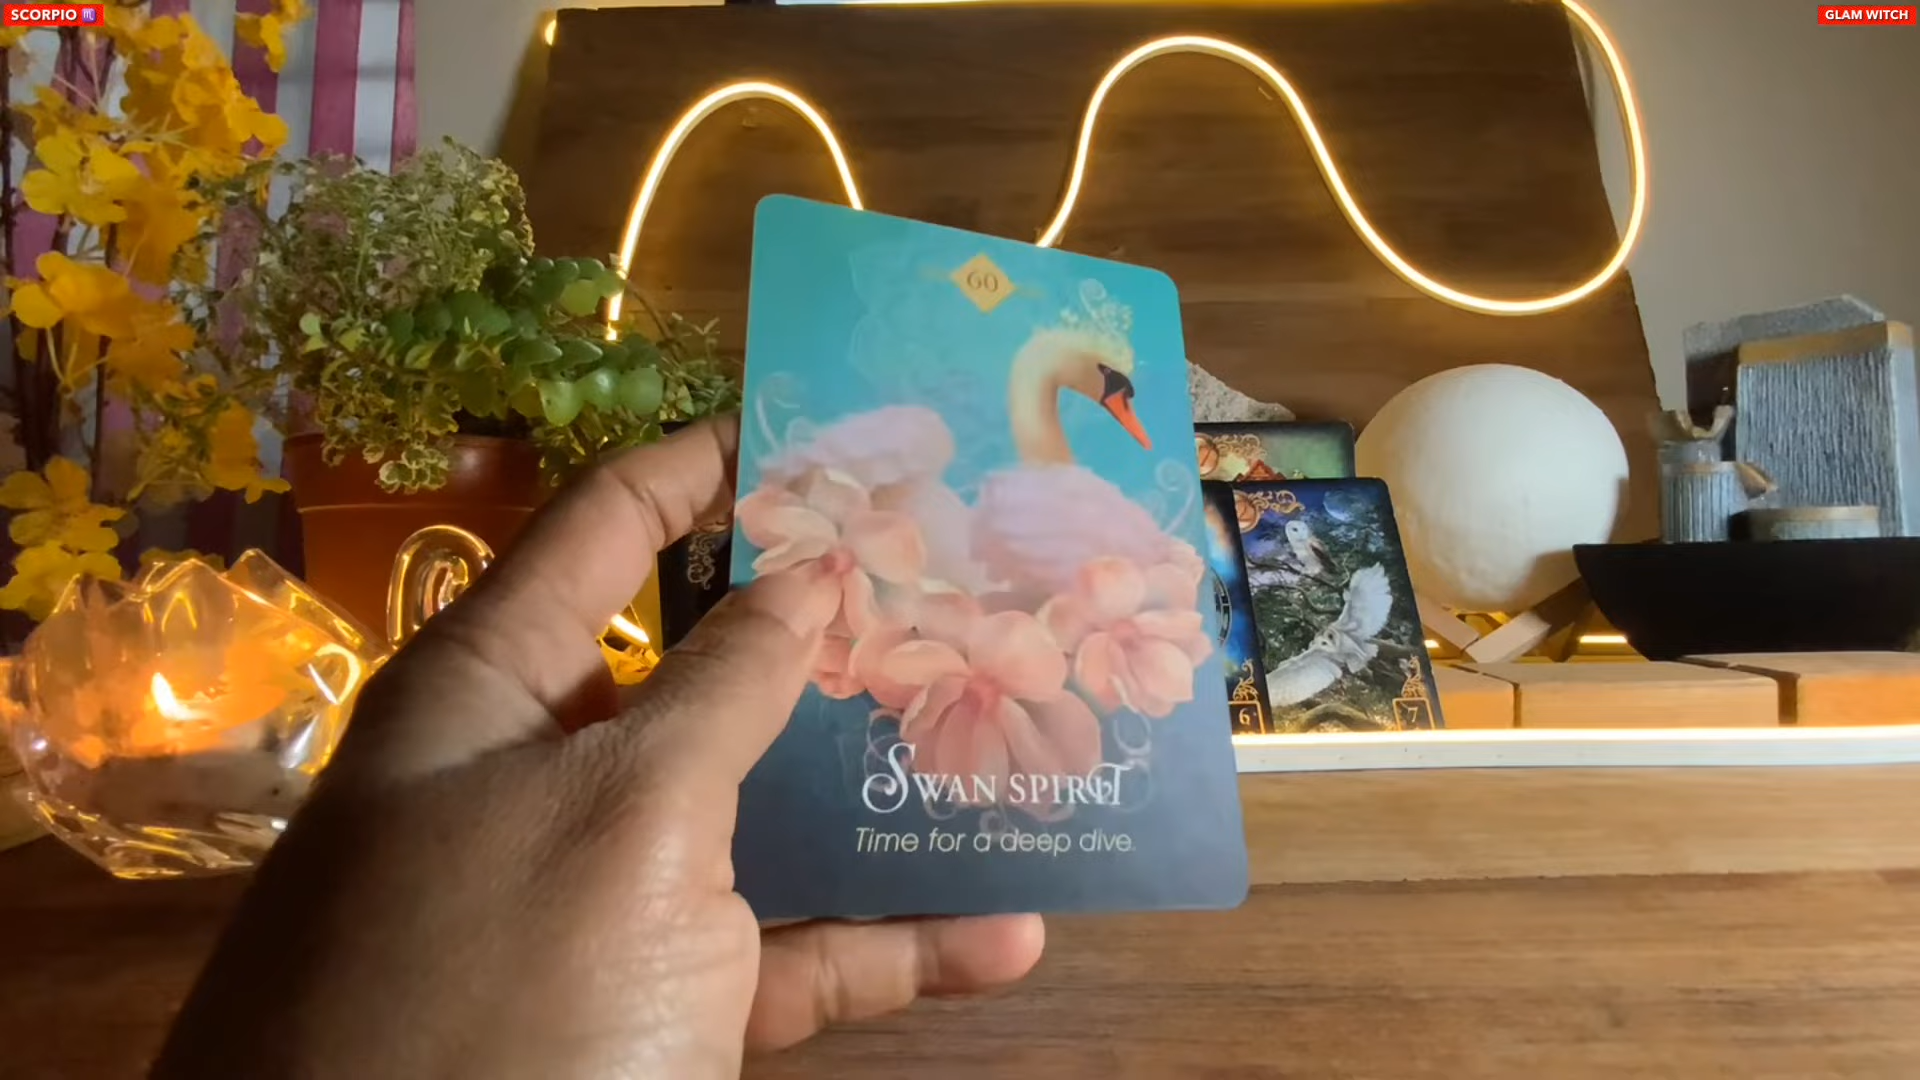 SCORPIO ♏
GLAM WITCH
60
SWAN SPIRIT
Time for a deep dive.
6
7